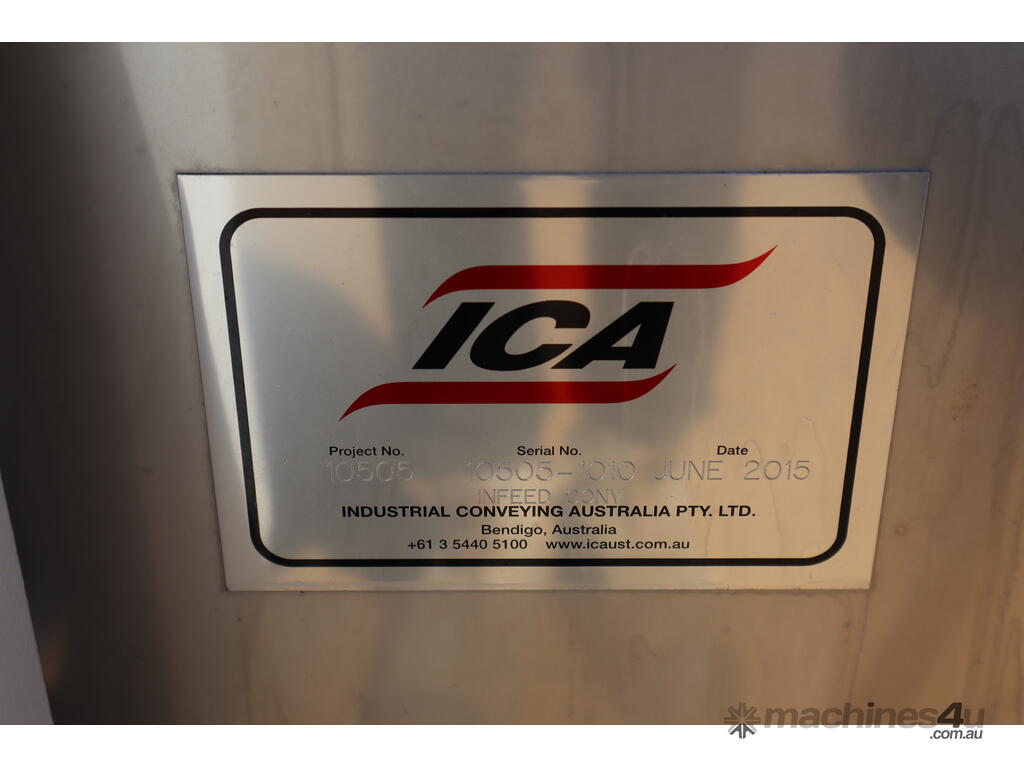 ICA
Project No. Serial No. Date
10505 10505-1010 JUNE 2015
INFEED CONV
INDUSTRIAL CONVEYING AUSTRALIA PTY. LTD.
Bendigo, Australia
+61 3 5440 5100 www.icaust.com.au
machines4u
.com.au